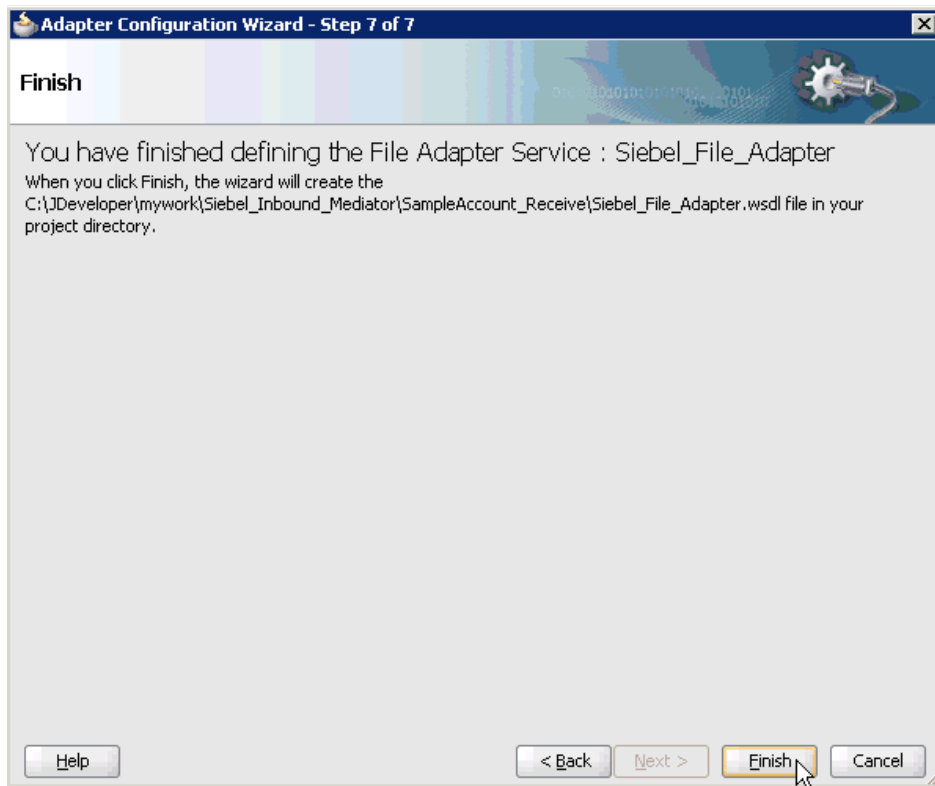 Adapter Configuration Wizard - Step 7 of 7
Finish
You have finished defining the File Adapter Service : Siebel_File_Adapter
When you click Finish, the wizard will create the
C:\JDeveloper\mywork\Siebel_Inbound_Mediator\SampleAccount_Receive\Siebel_File_Adapter.wsdl file in your
project directory.
Help
< Back
Next >
Finish
Cancel